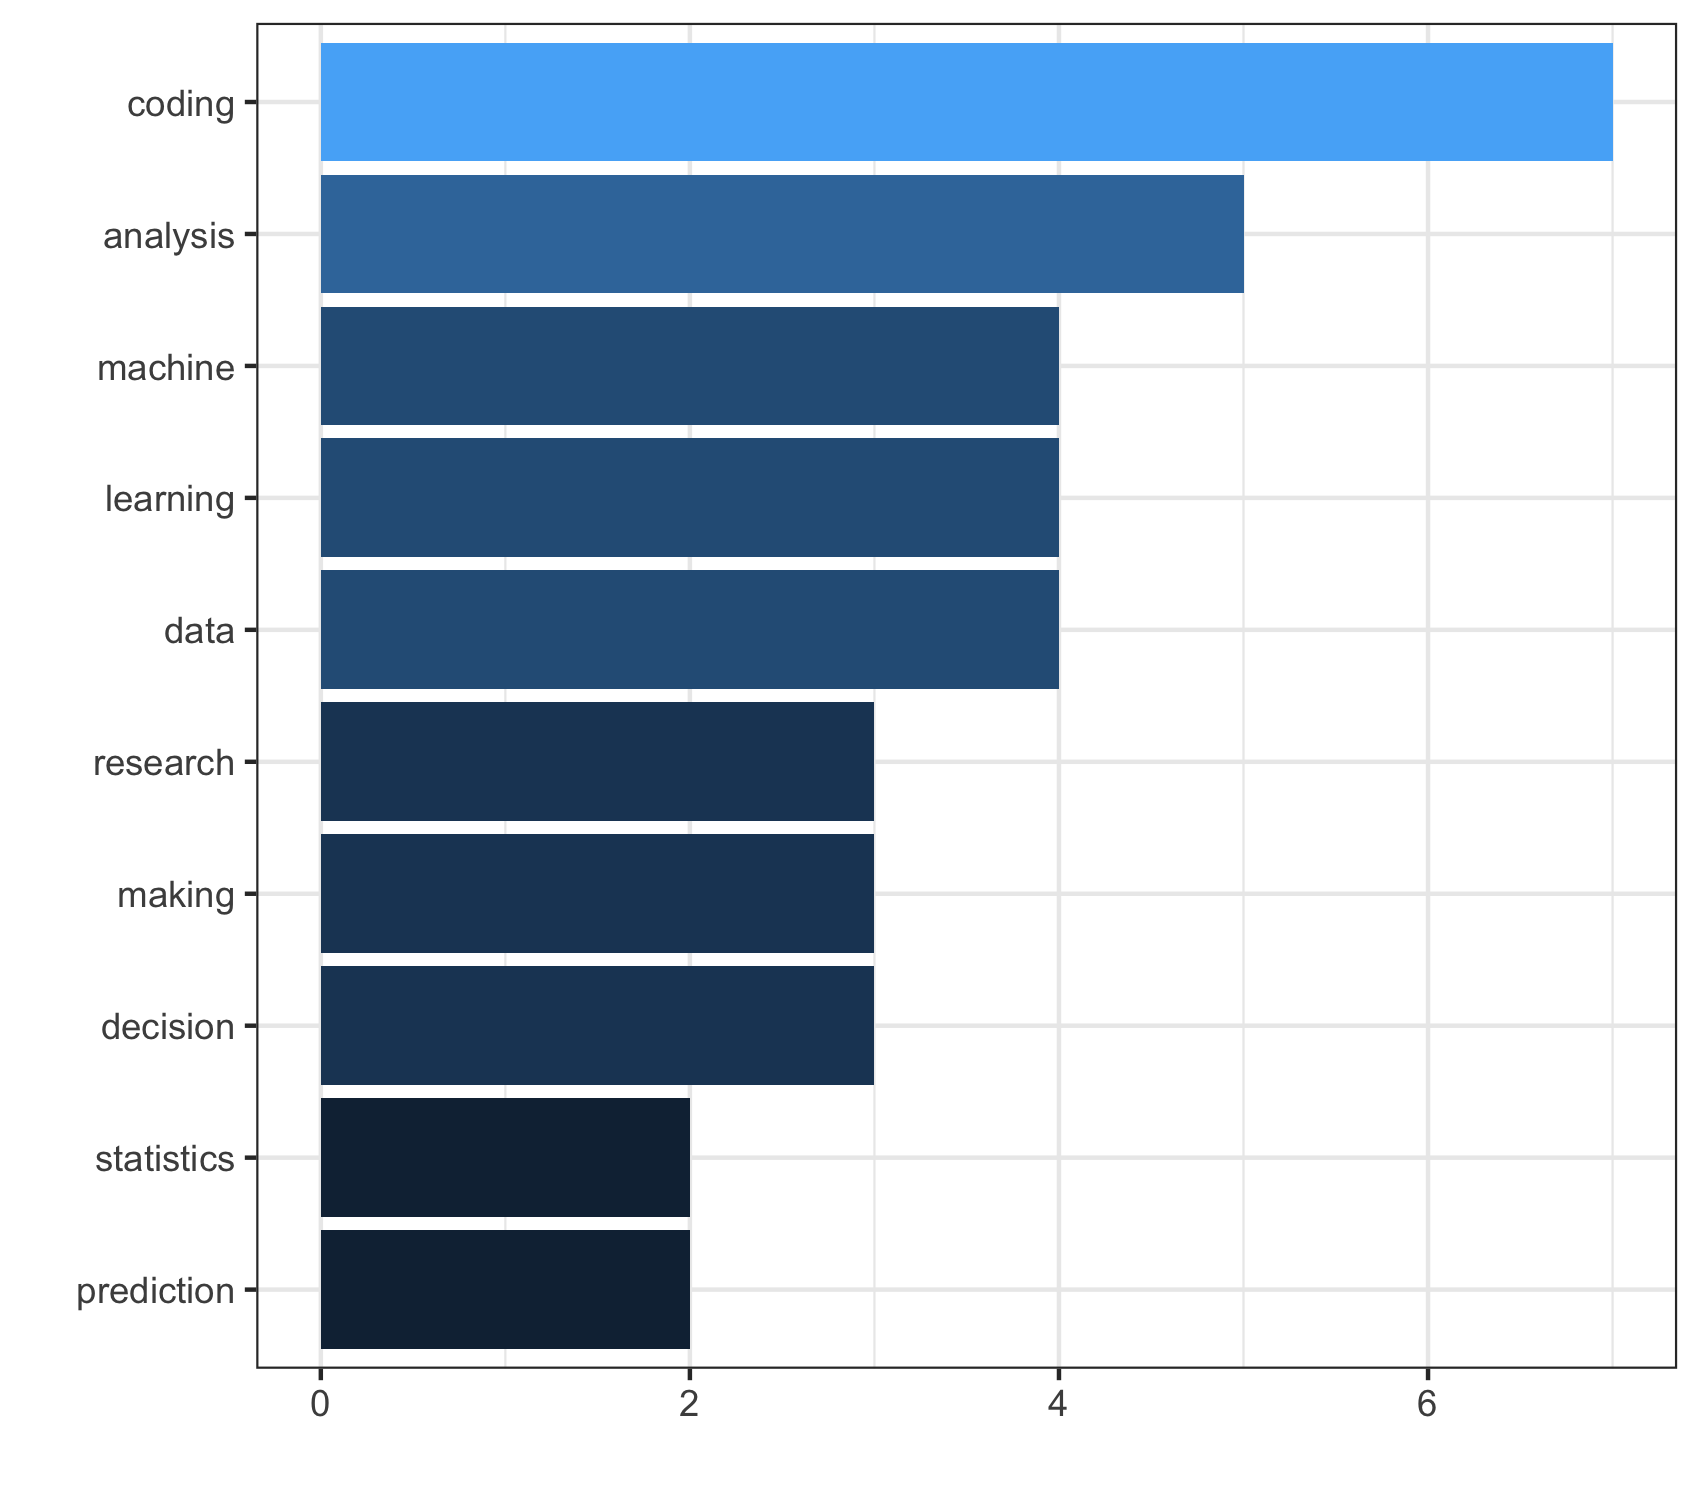 coding
analysis
machine
learning
data
research
making
decision
statistics
prediction
0 2 4 6